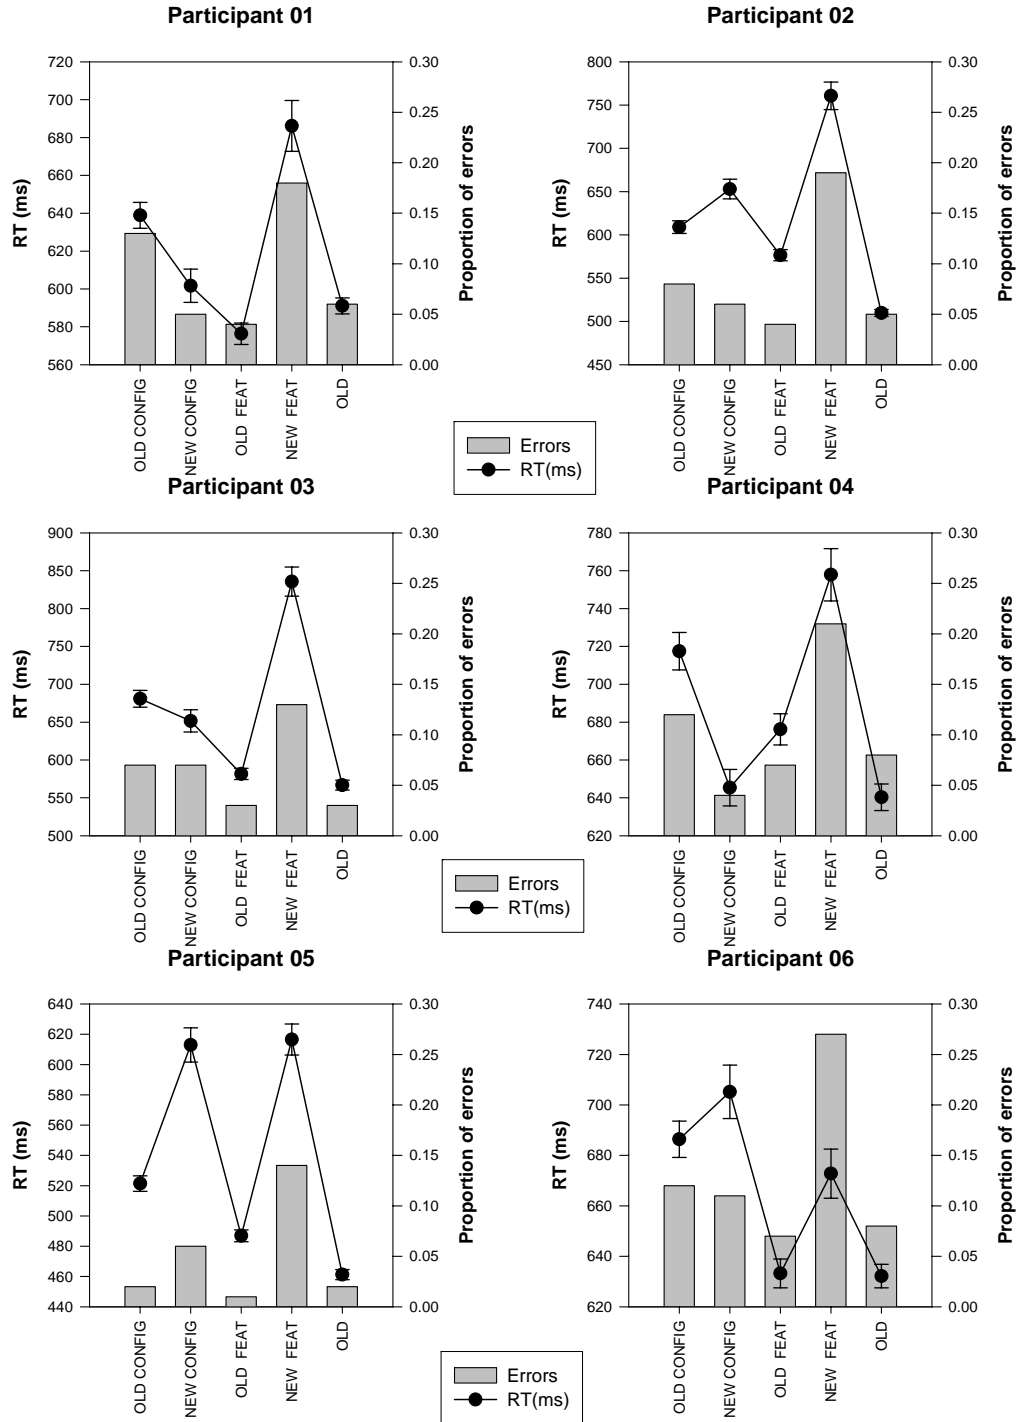 Participant 01
RT (ms)
720
700
680
660
640
620
600
580
560
Proportion of errors
0.30
0.25
0.20
0.15
0.10
0.05
0.00
OLD CONFIG
NEW CONFIG
OLD FEAT
NEW FEAT
OLD
Participant 02
RT (ms)
800
750
700
650
600
550
500
450
Proportion of errors
0.30
0.25
0.20
0.15
0.10
0.05
0.00
OLD CONFIG
NEW CONFIG
OLD FEAT
NEW FEAT
OLD
Errors
RT(ms)
Participant 03
RT (ms)
900
850
800
750
700
650
600
550
500
Proportion of errors
0.30
0.25
0.20
0.15
0.10
0.05
0.00
OLD CONFIG
NEW CONFIG
OLD FEAT
NEW FEAT
OLD
Participant 04
RT (ms)
780
760
740
720
700
680
660
640
620
Proportion of errors
0.30
0.25
0.20
0.15
0.10
0.05
0.00
OLD CONFIG
NEW CONFIG
OLD FEAT
NEW FEAT
OLD
Errors
RT(ms)
Participant 05
RT (ms)
640
620
600
580
560
540
520
500
480
460
440
Proportion of errors
0.30
0.25
0.20
0.15
0.10
0.05
0.00
OLD CONFIG
NEW CONFIG
OLD FEAT
NEW FEAT
OLD
Participant 06
RT (ms)
740
720
700
680
660
640
620
Proportion of errors
0.30
0.25
0.20
0.15
0.10
0.05
0.00
OLD CONFIG
NEW CONFIG
OLD FEAT
NEW FEAT
OLD
Errors
RT(ms)